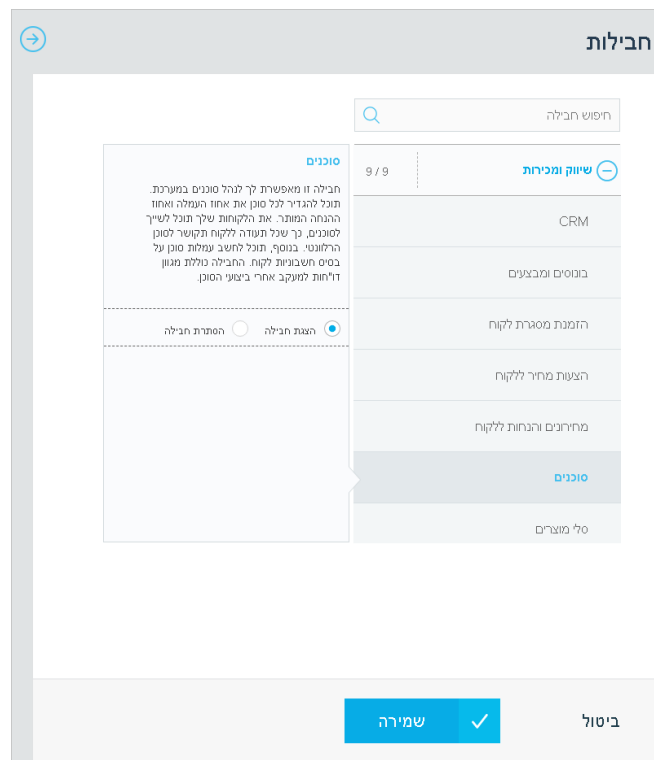 חבילות
חיפוש חבילה
שיווק ומכירות
9 / 9
CRM
בונוסים ומבצעים
הזמנת מסגרת לקוח
הצעות מחיר ללקוח
מחירונים והנחות ללקוח
סוכנים
סלי מוצרים
סוכנים
חבילה זו מאפשרת לך לנהל סוכנים במערכת.
תוכל להגדיר לכל סוכן את אחוז העמלה ואחוז
ההנחה המותר. את הלקוחות שלך תוכל לשייך
לסוכנים, כך שכל תעודה ללקוח תקושר לסוכן
הרלוונטי. בנוסף, תוכל לחשב עמלות סוכן על
בסיס חשבוניות לקוח. החבילה כוללת מגוון
דו"חות למעקב אחרי ביצועי הסוכן.
הצגת חבילה
הסתרת חבילה
ביטול
שמירה